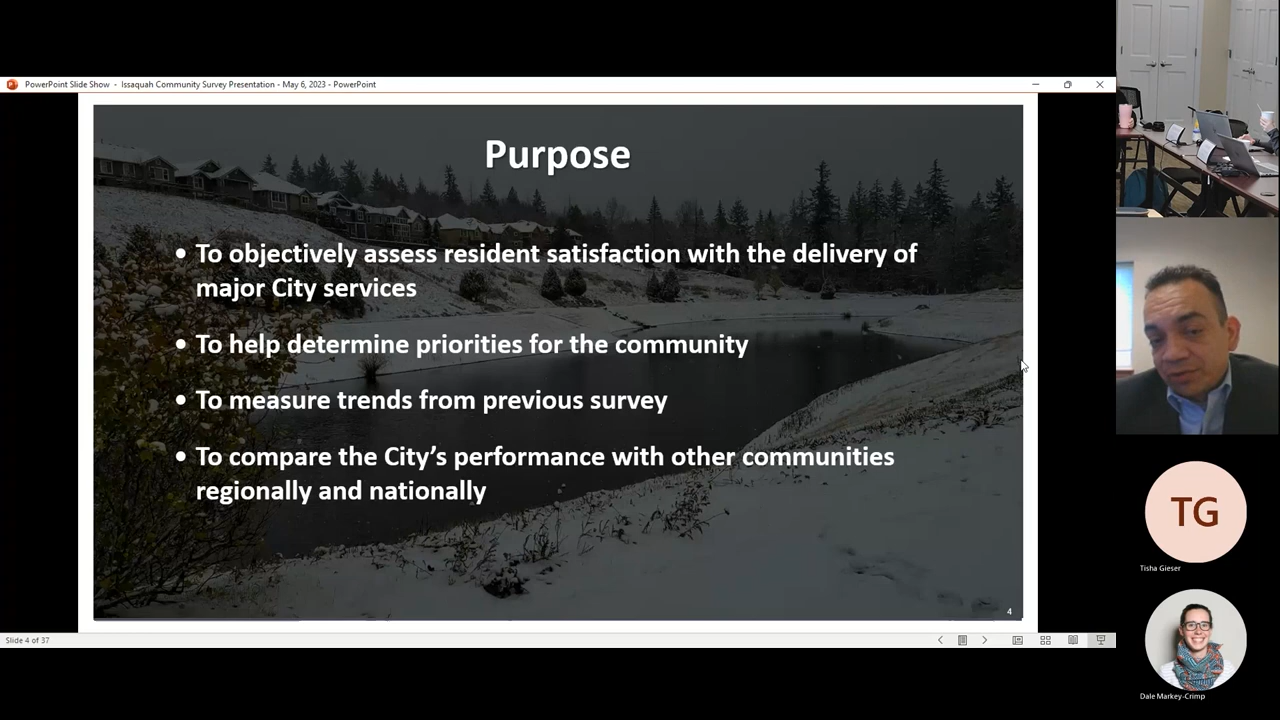 PowerPoint Slide Show - Issaquah Community Survey Presentation - May 6, 2023 - PowerPoint
Purpose
• To objectively assess resident satisfaction with the delivery of
major City services
• To help determine priorities for the community
• To measure trends from previous survey
• To compare the City's performance with other communities
regionally and nationally
4
Slide 4 of 37
TG
Tisha Gieser
Dale Markey-Crimp